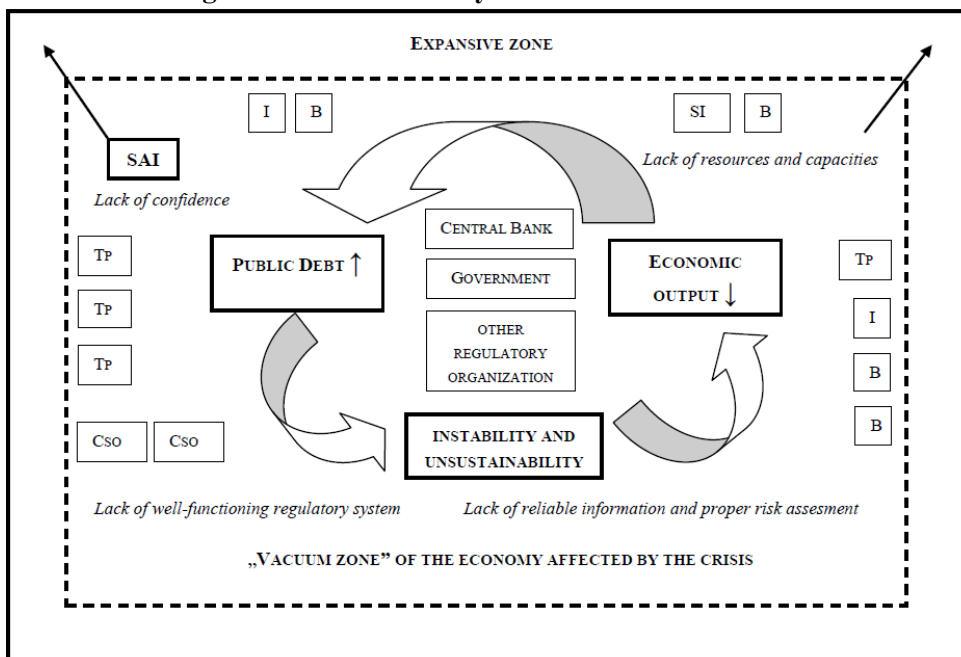 EXPANSIVE ZONE
I
B
SI
B
SAI
Lack of resources and capacities
Lack of confidence
CENTRAL BANK
TP
PUBLIC DEBT ↑
ECONOMIC
OUTPUT ↓
TP
GOVERNMENT
TP
I
OTHER
REGULATORY
ORGANIZATION
TP
B
B
CSO
CSO
INSTABILITY AND
UNSUSTAINABILITY
Lack of well-functioning regulatory system
Lack of reliable information and proper risk assesment
„VACUUM ZONE” OF THE ECONOMY AFFECTED BY THE CRISIS